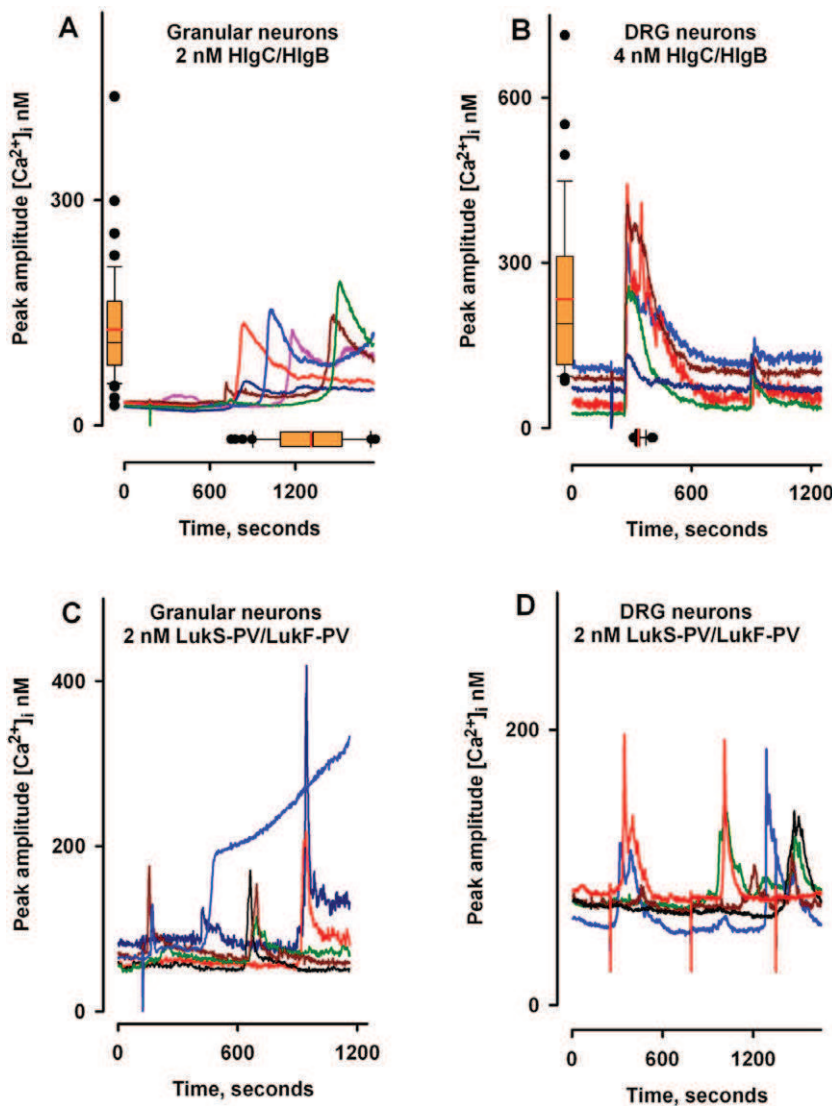 A
Granular neurons
2 nM HlgC/HlgB
Peak amplitude [Ca²⁺]ᵢ nM
300
0
0 600 1200
Time, seconds
B
DRG neurons
4 nM HlgC/HlgB
Peak amplitude [Ca²⁺]ᵢ nM
600
300
0
0 600 1200
Time, seconds
C
Granular neurons
2 nM LukS-PV/LukF-PV
Peak amplitude [Ca²⁺]ᵢ nM
400
200
0
0 600 1200
Time, seconds
D
DRG neurons
2 nM LukS-PV/LukF-PV
Peak amplitude [Ca²⁺]ᵢ nM
200
0
0 600 1200
Time, seconds